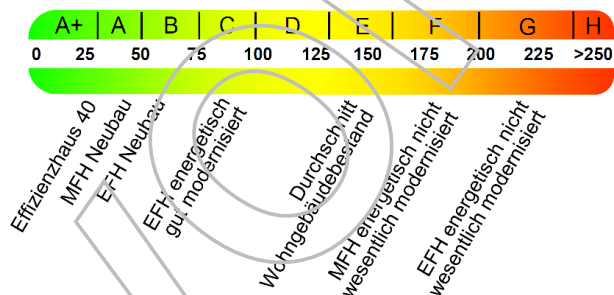 A+ A B C D E F G H
0 25 50 75 100 125 150 175 200 225 >250
Effizienzhaus 40
MFH Neubau
EFH Neubau
EFH energetisch
gut modernisiert
Durchschnitt
Wohngebäudebestand
MFH energetisch nicht
wesentlich modernisiert
EFH energetisch nicht
wesentlich modernisiert